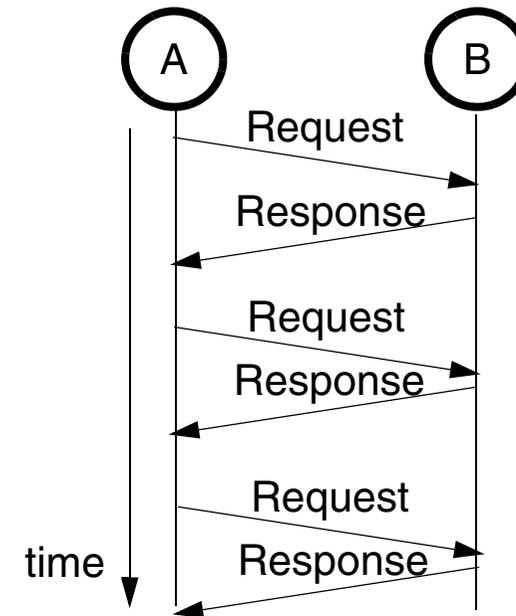 A
B
Request
Response
Request
Response
Request
Response
time